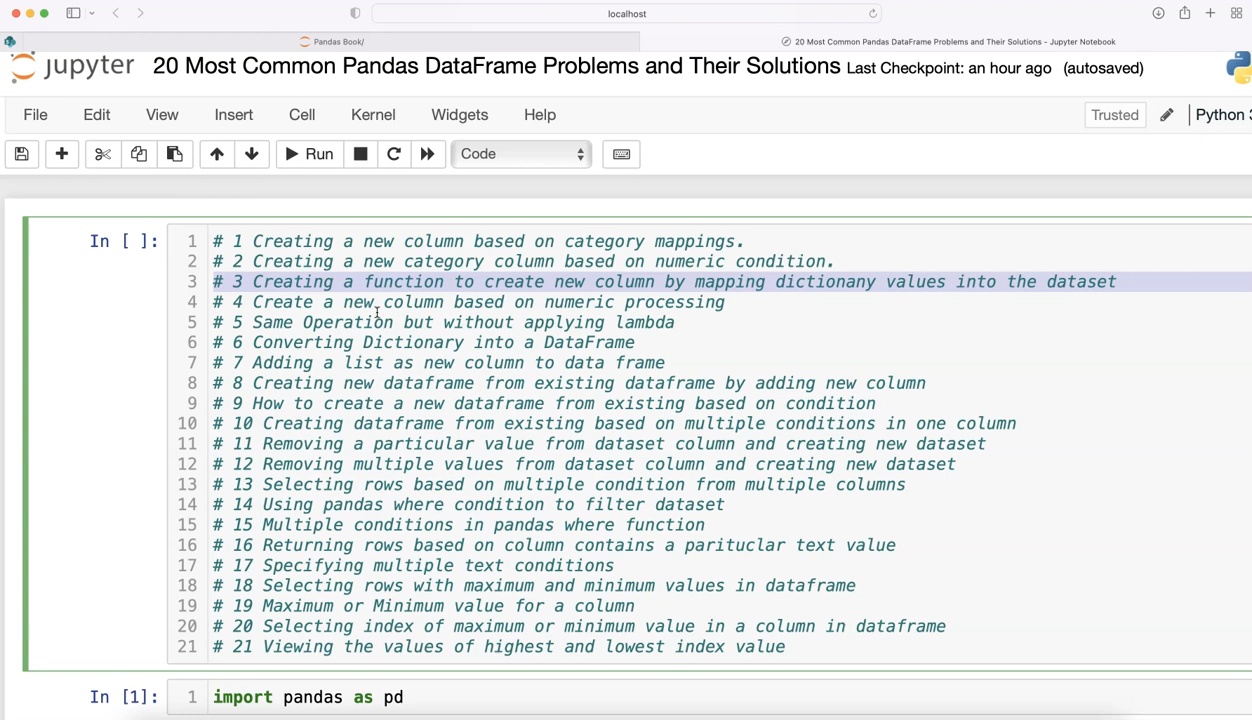 localhost
Pandas Book/
20 Most Common Pandas DataFrame Problems and Their Solutions - Jupyter Notebook
jupyter 20 Most Common Pandas DataFrame Problems and Their Solutions Last Checkpoint: an hour ago (autosaved)
File Edit View Insert Cell Kernel Widgets Help Trusted Python 3
Run Code
In [ ]: 1 # 1 Creating a new column based on category mappings.
2 # 2 Creating a new category column based on numeric condition.
3 # 3 Creating a function to create new column by mapping dictionany values into the dataset
4 # 4 Create a new column based on numeric processing
5 # 5 Same Operation but without applying lambda
6 # 6 Converting Dictionary into a DataFrame
7 # 7 Adding a list as new column to data frame
8 # 8 Creating new dataframe from existing dataframe by adding new column
9 # 9 How to create a new dataframe from existing based on condition
10 # 10 Creating dataframe from existing based on multiple conditions in one column
11 # 11 Removing a particular value from dataset column and creating new dataset
12 # 12 Removing multiple values from dataset column and creating new dataset
13 # 13 Selecting rows based on multiple condition from multiple columns
14 # 14 Using pandas where condition to filter dataset
15 # 15 Multiple conditions in pandas where function
16 # 16 Returning rows based on column contains a parituclar text value
17 # 17 Specifying multiple text conditions
18 # 18 Selecting rows with maximum and minimum values in dataframe
19 # 19 Maximum or Minimum value for a column
20 # 20 Selecting index of maximum or minimum value in a column in dataframe
21 # 21 Viewing the values of highest and lowest index value
In [1]: 1 import pandas as pd